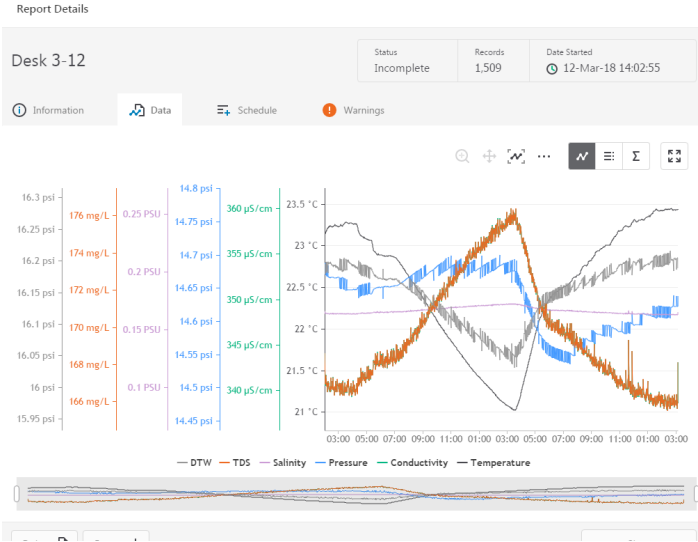 Report Details
Desk 3-12
Status
Incomplete
Records
1,509
Date Started
12-Mar-18 14:02:55
Information
Data
Schedule
Warnings
16.3 psi
16.25 psi
16.2 psi
16.15 psi
16.1 psi
16.05 psi
16 psi
15.95 psi
176 mg/L
174 mg/L
172 mg/L
170 mg/L
168 mg/L
166 mg/L
0.25 PSU
0.2 PSU
0.15 PSU
0.1 PSU
14.8 psi
14.75 psi
14.7 psi
14.65 psi
14.6 psi
14.55 psi
14.5 psi
14.45 psi
360 µS/cm
355 µS/cm
350 µS/cm
345 µS/cm
340 µS/cm
23.5 °C
23 °C
22.5 °C
22 °C
21.5 °C
21 °C
03:00 05:00 07:00 09:00 11:00 01:00 03:00 05:00 07:00 09:00 11:00 01:00 03:00
DTW TDS Salinity Pressure Conductivity Temperature